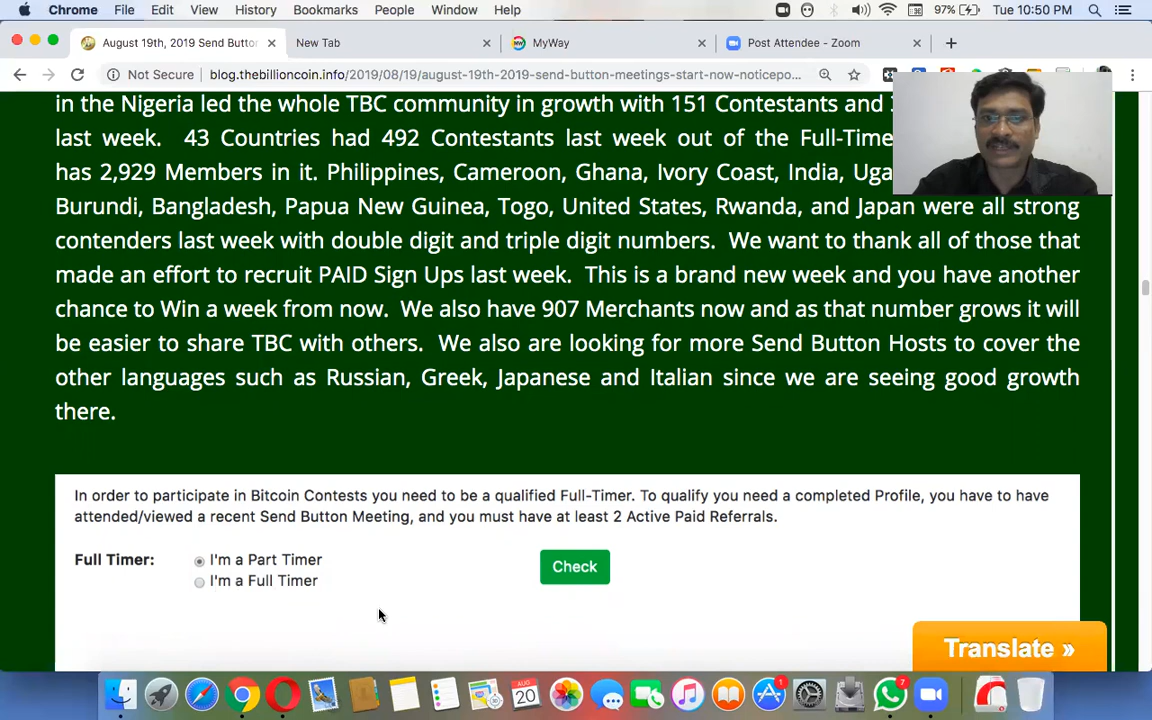 Chrome File Edit View History Bookmarks People Window Help 97% Tue 10:50 PM
August 19th, 2019 Send Button New Tab MyWay Post Attendee - Zoom
Not Secure blog.thebillioncoin.info/2019/08/19/august-19th-2019-send-button-meetings-start-now-noticepo...
in the Nigeria led the whole TBC community in growth with 151 Contestants and
last week. 43 Countries had 492 Contestants last week out of the Full-Time
has 2,929 Members in it. Philippines, Cameroon, Ghana, Ivory Coast, India,
Burundi, Bangladesh, Papua New Guinea, Togo, United States, Rwanda, and Japan were all strong
contenders last week with double digit and triple digit numbers. We want to thank all of those that
made an effort to recruit PAID Sign Ups last week. This is a brand new week and you have another
chance to Win a week from now. We also have 907 Merchants now and as that number grows it will
be easier to share TBC with others. We also are looking for more Send Button Hosts to cover the
other languages such as Russian, Greek, Japanese and Italian since we are seeing good growth
there.
In order to participate in Bitcoin Contests you need to be a qualified Full-Timer. To qualify you need a completed Profile, you have to have
attended/viewed a recent Send Button Meeting, and you must have at least 2 Active Paid Referrals.
Full Timer: I'm a Part Timer Check
I'm a Full Timer
Translate »
AUG
20
1
7